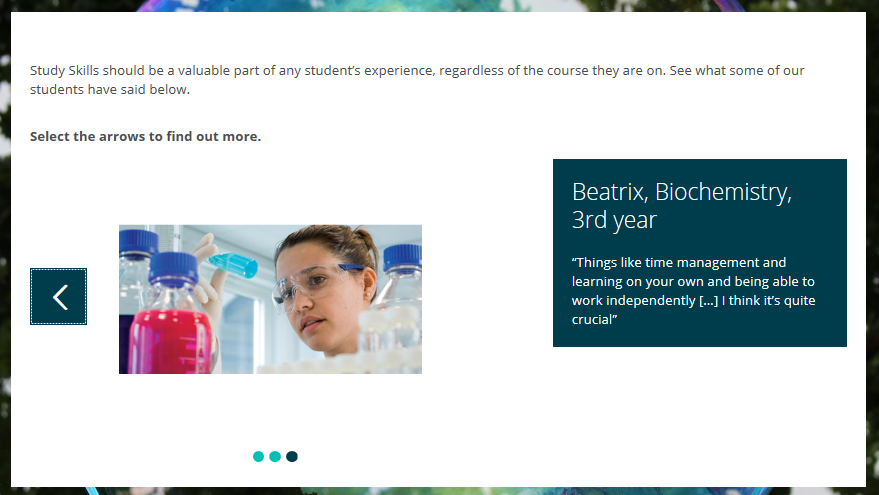 Study Skills should be a valuable part of any student’s experience, regardless of the course they are on. See what some of our
students have said below.
Select the arrows to find out more.
Beatrix, Biochemistry,
3rd year
“Things like time management and
learning on your own and being able to
work independently [...] I think it’s quite
crucial”